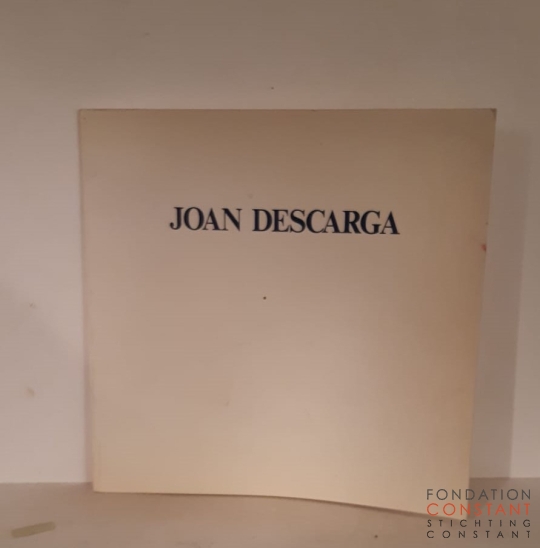 JOAN DESCARGA
FONDATION
CONSTANT
STICHTING
CONSTANT